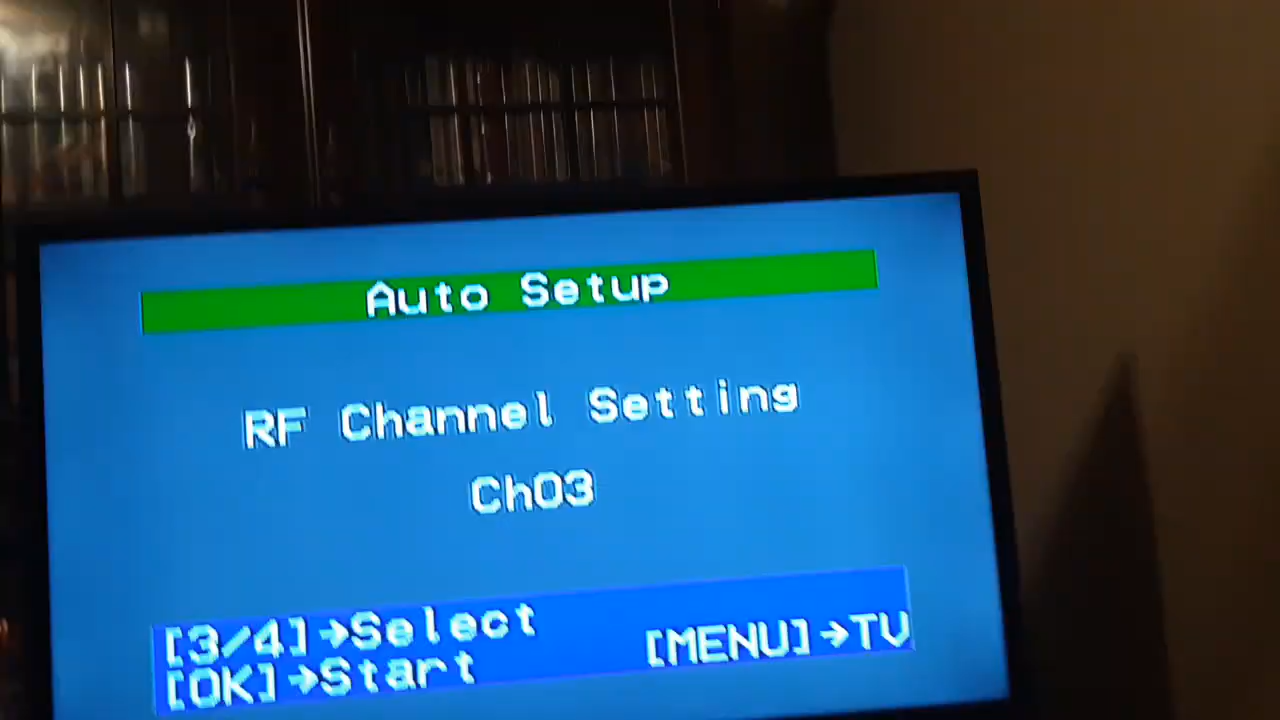 Auto Setup
RF Channel Setting
Ch03
[3/4]→Select
[OK]→Start
[MENU]→TV